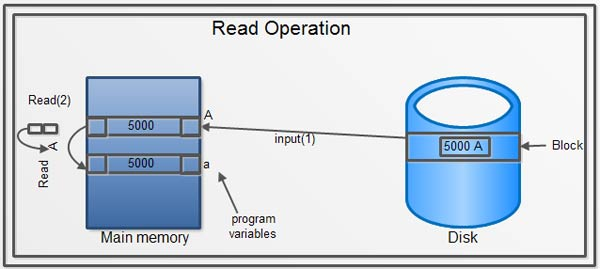 Read Operation
Read(2)
Read A
5000
A
5000
a
input(1)
5000 A
Block
program
variables
Main memory
Disk